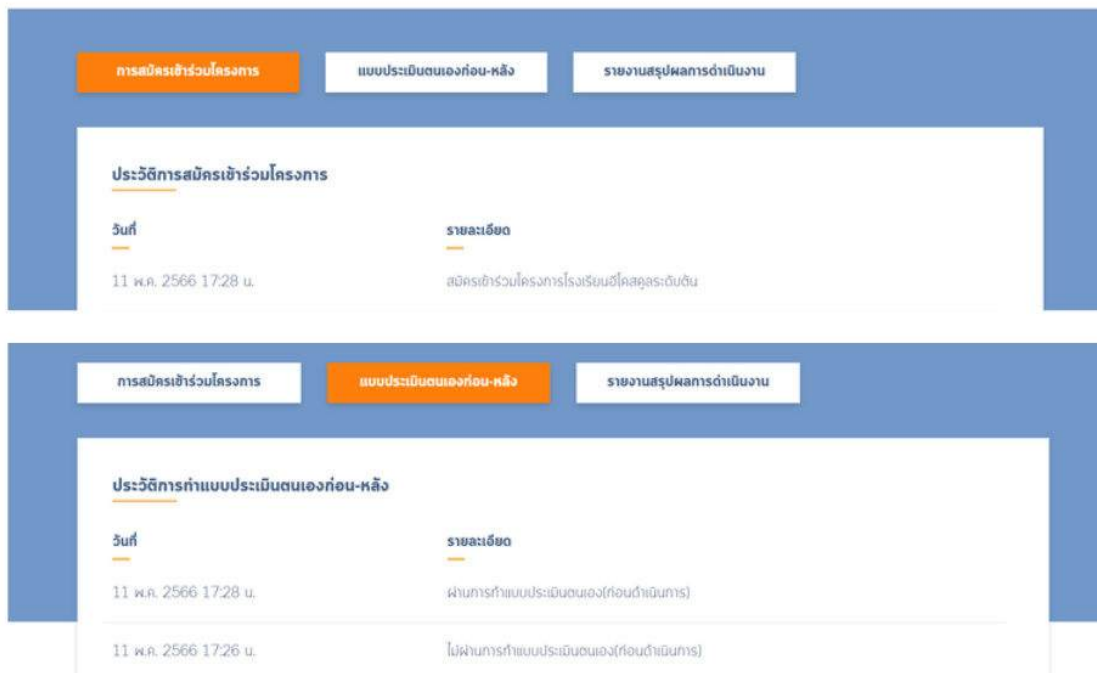 การสมัครเข้าร่วมโครงการ แบบประเมินตนเองก่อน-หลัง รายงานสรุปผลการดำเนินงาน
ประวัติการสมัครเข้าร่วมโครงการ
วันที่ รายละเอียด
11 พ.ค. 2566 17:28 น. สมัครเข้าร่วมโครงการโรงเรียนอีโคสคูลระดับต้น
การสมัครเข้าร่วมโครงการ แบบประเมินตนเองก่อน-หลัง รายงานสรุปผลการดำเนินงาน
ประวัติการทำแบบประเมินตนเองก่อน-หลัง
วันที่ รายละเอียด
11 พ.ค. 2566 17:28 น. ผ่านการทำแบบประเมินตนเอง(ก่อนดำเนินการ)
11 พ.ค. 2566 17:26 น. ไม่ผ่านการทำแบบประเมินตนเอง(ก่อนดำเนินการ)